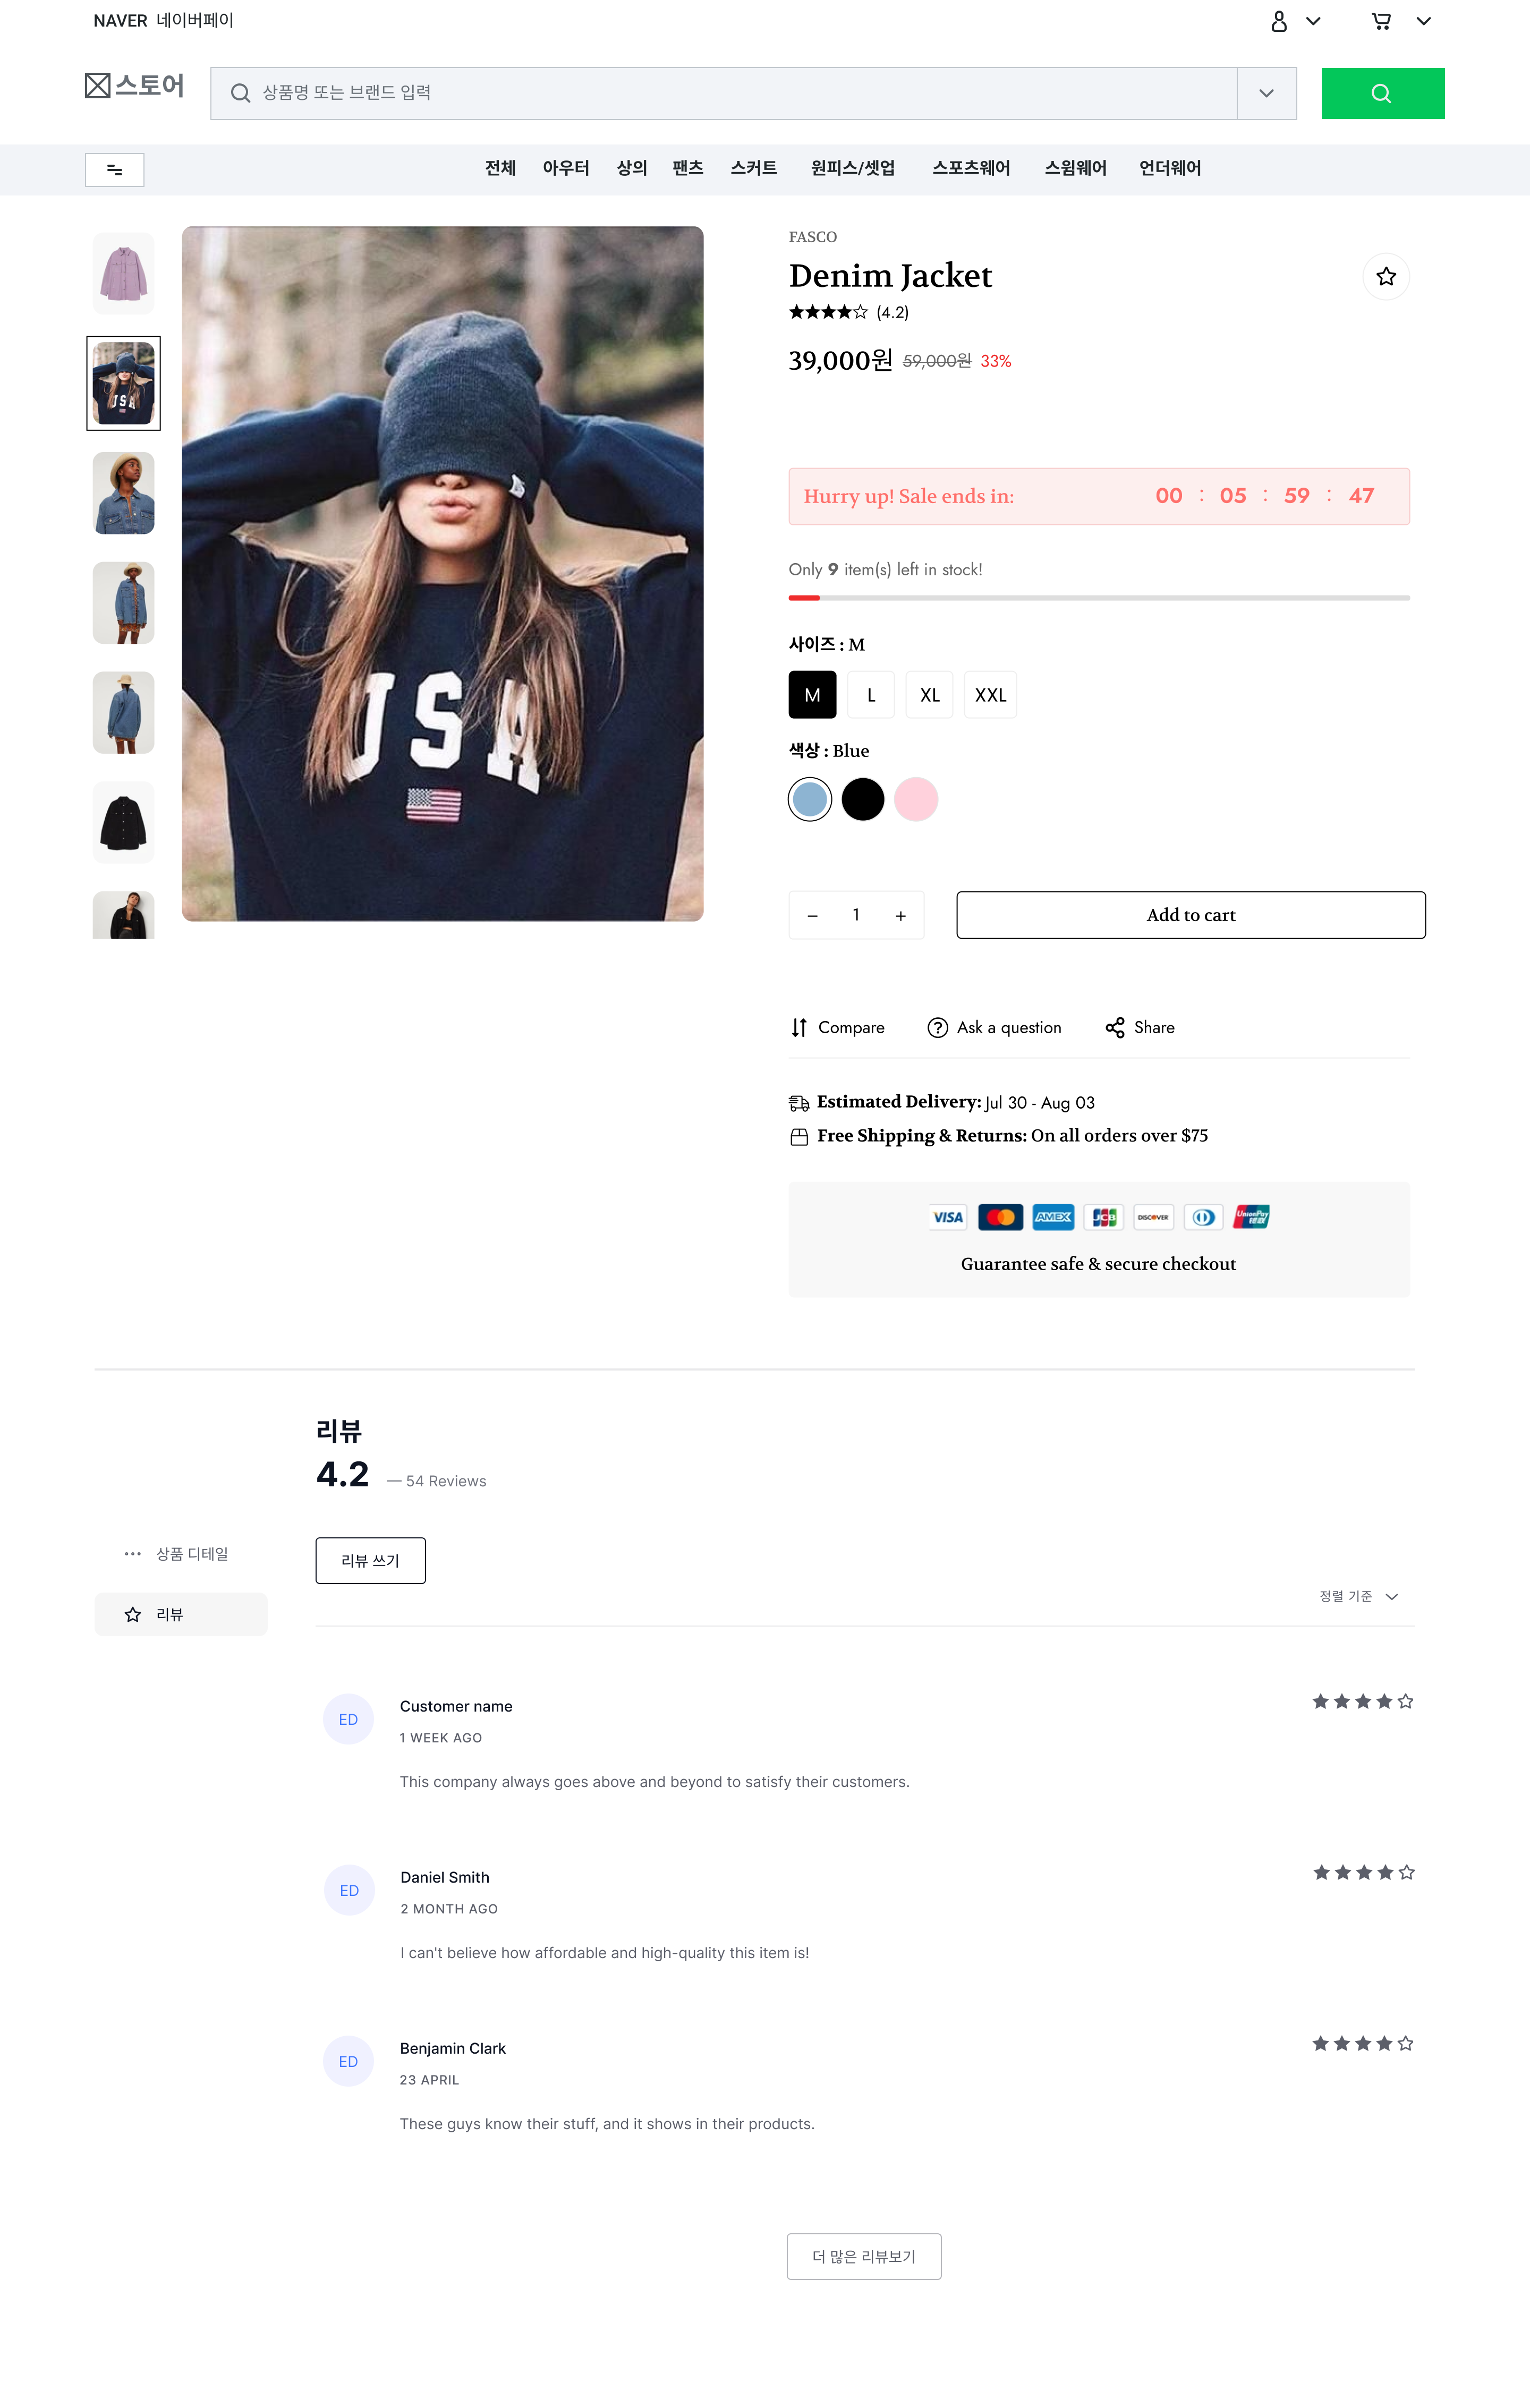 NAVER 네이버페이
스토어
상품명 또는 브랜드 입력
전체 아우터 상의 팬츠 스커트 원피스/셋업 스포츠웨어 스윔웨어 언더웨어
FASCO
Denim Jacket
(4.2)
39,000원 59,000원 33%
Hurry up! Sale ends in: 00 : 05 : 59 : 47
Only 9 item(s) left in stock!
사이즈 : M
M L XL XXL
색상 : Blue
USA
USA
- 1 + Add to cart
Compare Ask a question Share
Estimated Delivery: Jul 30 - Aug 03
Free Shipping & Returns: On all orders over $75
VISA AMEX JCB DISCOVER UnionPay 银联
Guarantee safe & secure checkout
리뷰
4.2 — 54 Reviews
상품 디테일
리뷰 쓰기
정렬 기준
리뷰
ED Customer name
1 WEEK AGO
This company always goes above and beyond to satisfy their customers.
ED Daniel Smith
2 MONTH AGO
I can't believe how affordable and high-quality this item is!
ED Benjamin Clark
23 APRIL
These guys know their stuff, and it shows in their products.
더 많은 리뷰보기